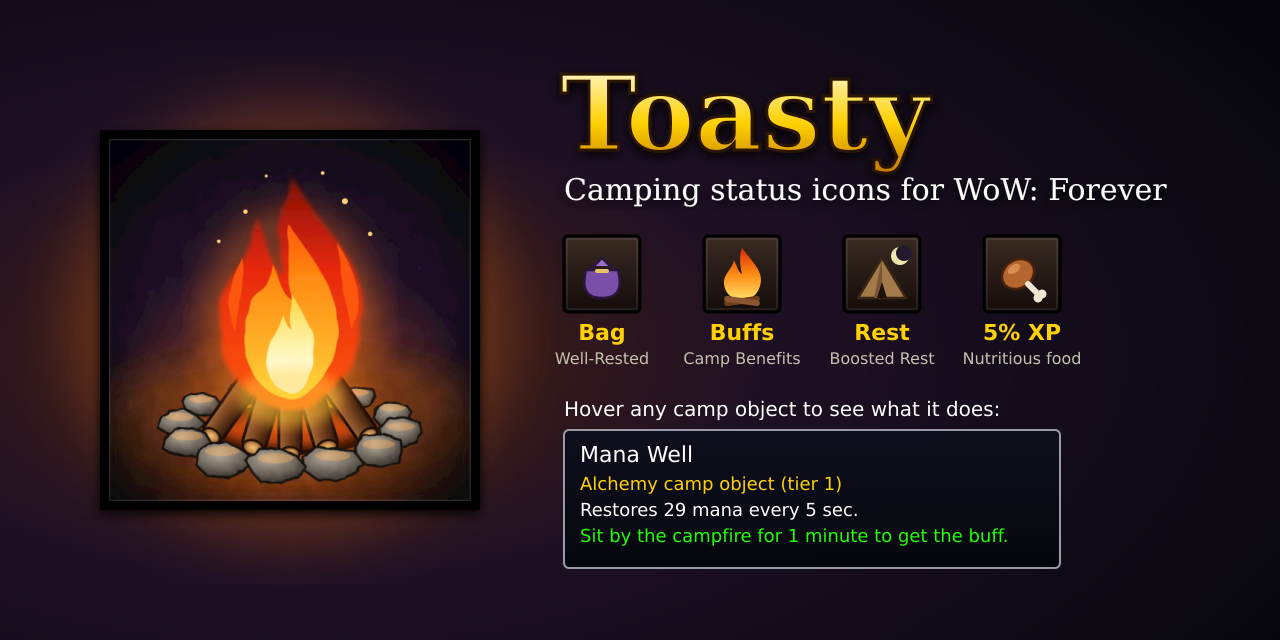 Toasty
Camping status icons for WoW: Forever
Bag
Well-Rested
Buffs
Camp Benefits
Rest
Boosted Rest
5% XP
Nutritious food
Hover any camp object to see what it does:
Mana Well
Alchemy camp object (tier 1)
Restores 29 mana every 5 sec.
Sit by the campfire for 1 minute to get the buff.